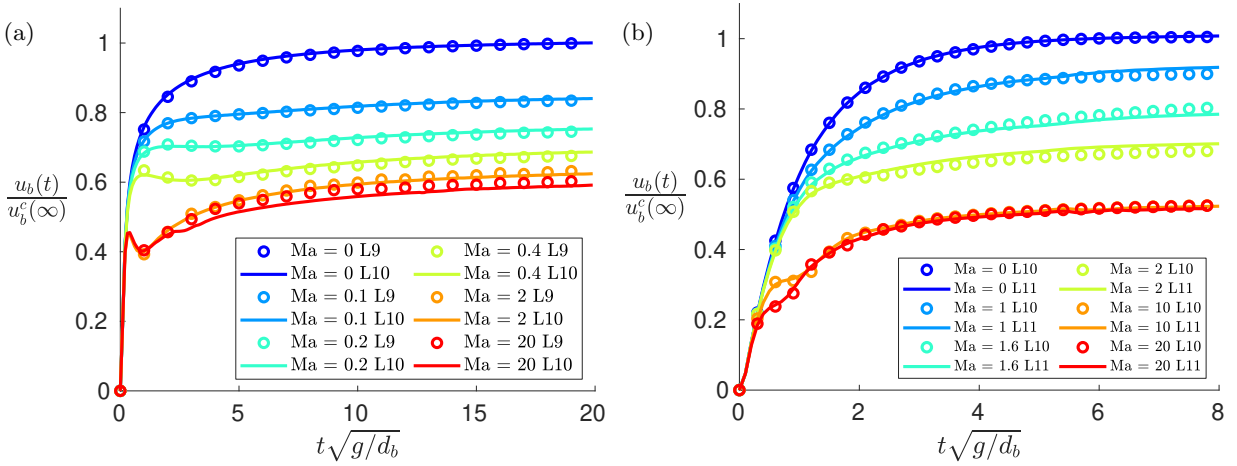 (a)
1
0.8
0.6
0.4
0.2
0
u_b(t)
u_b^c(∞)
0 5 10 15 20
t√g/d_b
Ma = 0 L9 Ma = 0.4 L9
Ma = 0 L10 Ma = 0.4 L10
Ma = 0.1 L9 Ma = 2 L9
Ma = 0.1 L10 Ma = 2 L10
Ma = 0.2 L9 Ma = 20 L9
Ma = 0.2 L10 Ma = 20 L10
(b)
1
0.8
0.6
0.4
0.2
0
u_b(t)
u_b^c(∞)
0 2 4 6 8
t√g/d_b
Ma = 0 L10 Ma = 2 L10
Ma = 0 L11 Ma = 2 L11
Ma = 1 L10 Ma = 10 L10
Ma = 1 L11 Ma = 10 L11
Ma = 1.6 L10 Ma = 20 L10
Ma = 1.6 L11 Ma = 20 L11